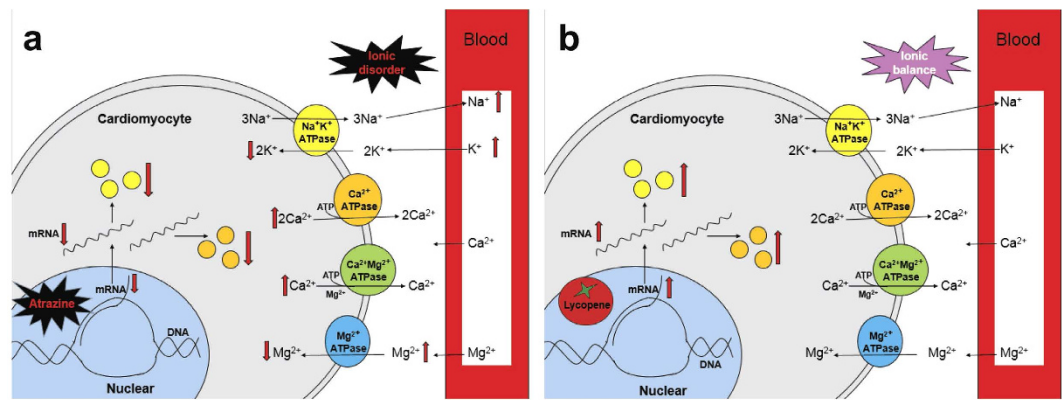 a
Ionic
disorder
Blood
Cardiomyocyte
3Na⁺
Na⁺K⁺
ATPase
3Na⁺
Na⁺
2K⁺
2K⁺
K⁺
mRNA
2Ca²⁺
ATP
Ca²⁺
ATPase
2Ca²⁺
Ca²⁺
Ca²⁺
ATP
Mg²⁺
Ca²⁺Mg²⁺
ATPase
Ca²⁺
Atrazine
mRNA
DNA
Nuclear
Mg²⁺
Mg²⁺
ATPase
Mg²⁺
Mg²⁺
b
Ionic
balance
Blood
Cardiomyocyte
3Na⁺
Na⁺K⁺
ATPase
3Na⁺
Na⁺
2K⁺
2K⁺
K⁺
mRNA
2Ca²⁺
ATP
Ca²⁺
ATPase
2Ca²⁺
Ca²⁺
Ca²⁺
ATP
Mg²⁺
Ca²⁺Mg²⁺
ATPase
Ca²⁺
Lycopene
mRNA
DNA
Nuclear
Mg²⁺
Mg²⁺
ATPase
Mg²⁺
Mg²⁺